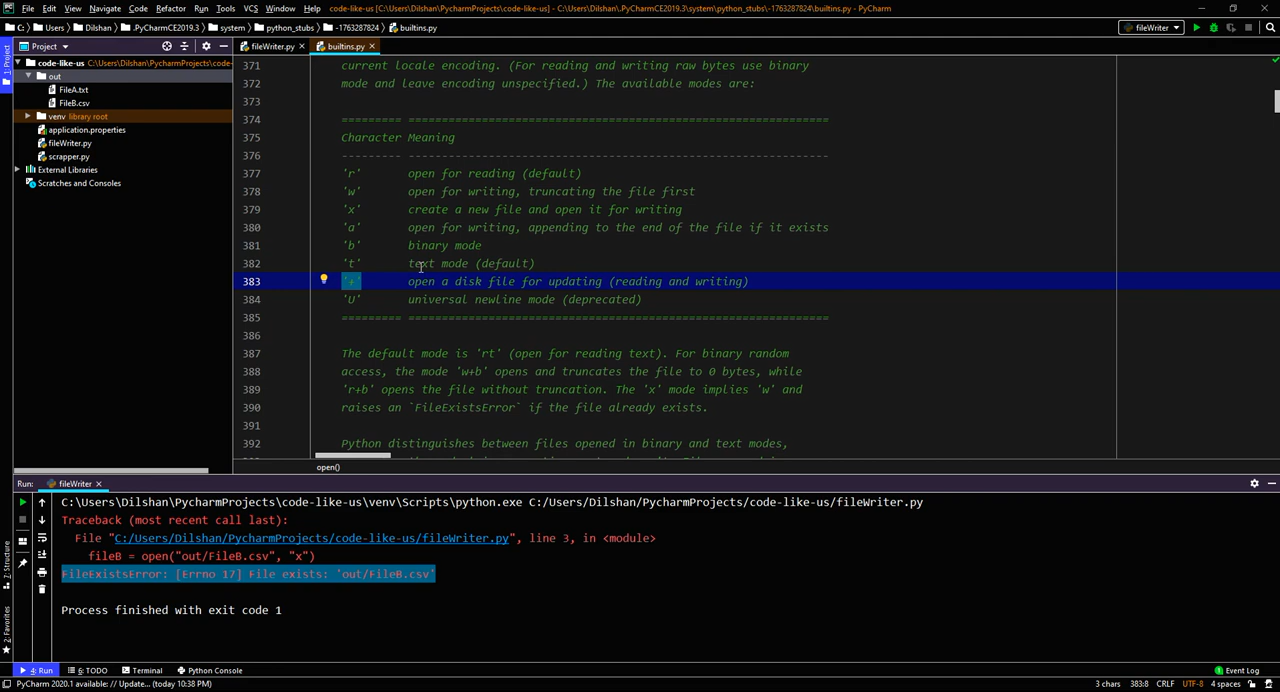 File Edit View Navigate Code Refactor Run Tools VCS Window Help code-like-us [C:\Users\Dilshan\PycharmProjects\code-like-us] - C:\Users\Dilshan\.PyCharmCE2019.3\system\python_stubs\-1763287824\builtins.py - PyCharm
C: Users Dilshan .PyCharmCE2019.3 system python_stubs -1763287824 builtins.py fileWriter
Project fileWriter.py builtins.py
1: Project
code-like-us C:\Users\Dilshan\PycharmProjects\code-
out
FileA.txt
FileB.csv
venv library root
application.properties
fileWriter.py
scrapper.py
External Libraries
Scratches and Consoles
371 current locale encoding. (For reading and writing raw bytes use binary
372 mode and leave encoding unspecified.) The available modes are:
373
374 ========= ===============================================================
375 Character Meaning
376 --------- ---------------------------------------------------------------
377 'r' open for reading (default)
378 'w' open for writing, truncating the file first
379 'x' create a new file and open it for writing
380 'a' open for writing, appending to the end of the file if it exists
381 'b' binary mode
382 't' text mode (default)
383 '+' open a disk file for updating (reading and writing)
384 'U' universal newline mode (deprecated)
385 ========= ===============================================================
386
387 The default mode is 'rt' (open for reading text). For binary random
388 access, the mode 'w+b' opens and truncates the file to 0 bytes, while
389 'r+b' opens the file without truncation. The 'x' mode implies 'w' and
390 raises an `FileExistsError` if the file already exists.
391
392 Python distinguishes between files opened in binary and text modes,
open()
Run: fileWriter
C:\Users\Dilshan\PycharmProjects\code-like-us\venv\Scripts\python.exe C:/Users/Dilshan/PycharmProjects/code-like-us/fileWriter.py
Traceback (most recent call last):
File "C:/Users/Dilshan/PycharmProjects/code-like-us/fileWriter.py", line 3, in <module>
fileB = open("out/FileB.csv", "x")
FileExistsError: [Errno 17] File exists: 'out/FileB.csv'
Process finished with exit code 1
7: Structure
2: Favorites
4: Run 6: TODO Terminal Python Console Event Log
PyCharm 2020.1 available: // Update... (today 10:38 PM) 3 chars 383:8 CRLF UTF-8 4 spaces